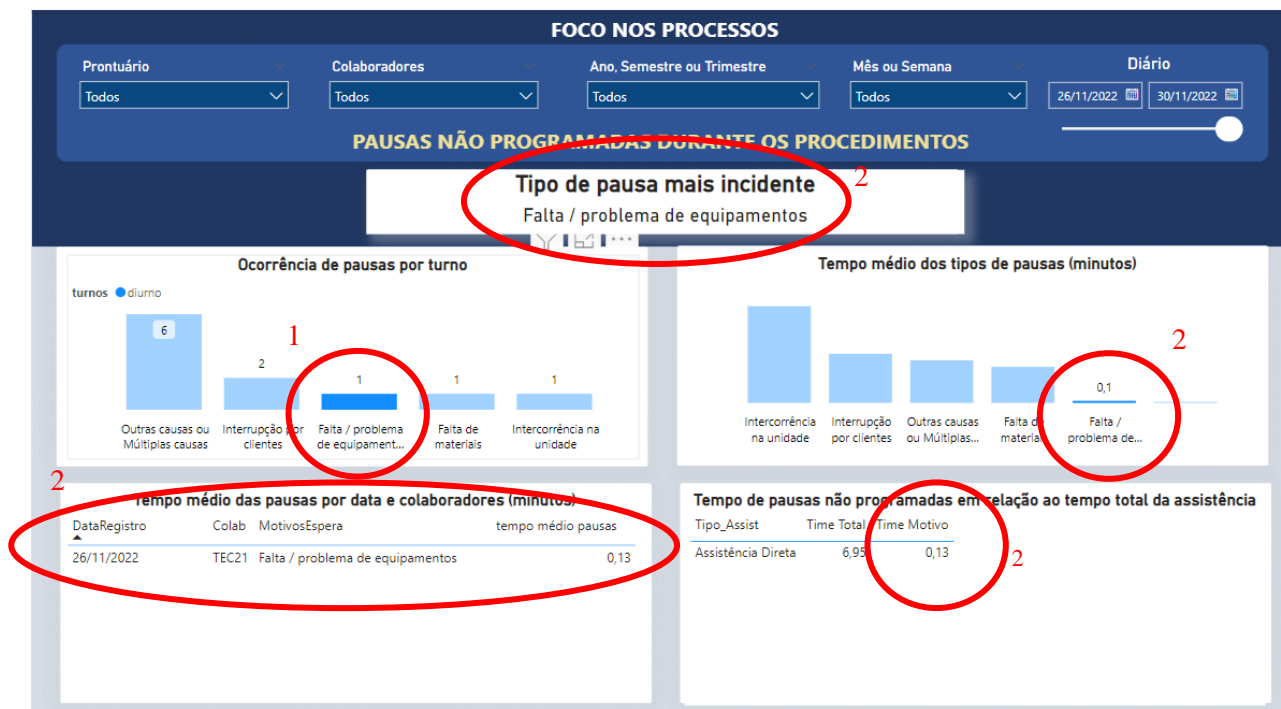 FOCO NOS PROCESSOS
Prontuário
Colaboradores
Ano, Semestre ou Trimestre
Mês ou Semana
Diário
Todos
Todos
Todos
Todos
26/11/2022
30/11/2022
PAUSAS NÃO PROGRAMADAS DURANTE OS PROCEDIMENTOS
Tipo de pausa mais incidente
2
Falta / problema de equipamentos
Ocorrência de pausas por turno
turnos diurno
6
1
2
1
1
1
Outras causas ou
Múltiplas causas
Interrupção por
clientes
Falta / problema
de equipament...
Falta de
materiais
Intercorrência na
unidade
Tempo médio dos tipos de pausas (minutos)
2
0,1
Intercorrência
na unidade
Interrupção
por clientes
Outras causas
ou Múltiplas...
Falta de
materiais
Falta /
problema de...
2
Tempo médio das pausas por data e colaboradores (minutos)
DataRegistro Colab MotivosEspera tempo médio pausas
26/11/2022 TEC21 Falta / problema de equipamentos 0,13
Tempo de pausas não programadas em relação ao tempo total da assistência
Tipo_Assist Time Total Time Motivo
Assistência Direta 6,95 0,13
2